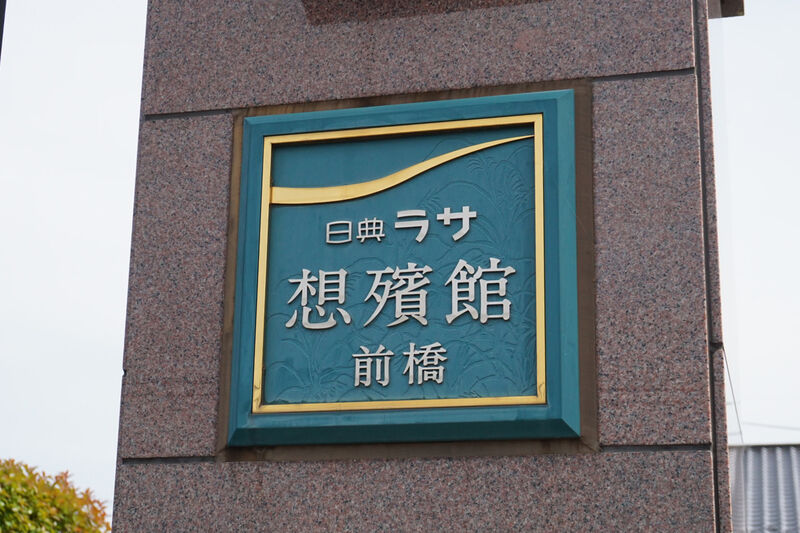 日典 ラサ
想殯館
前橋